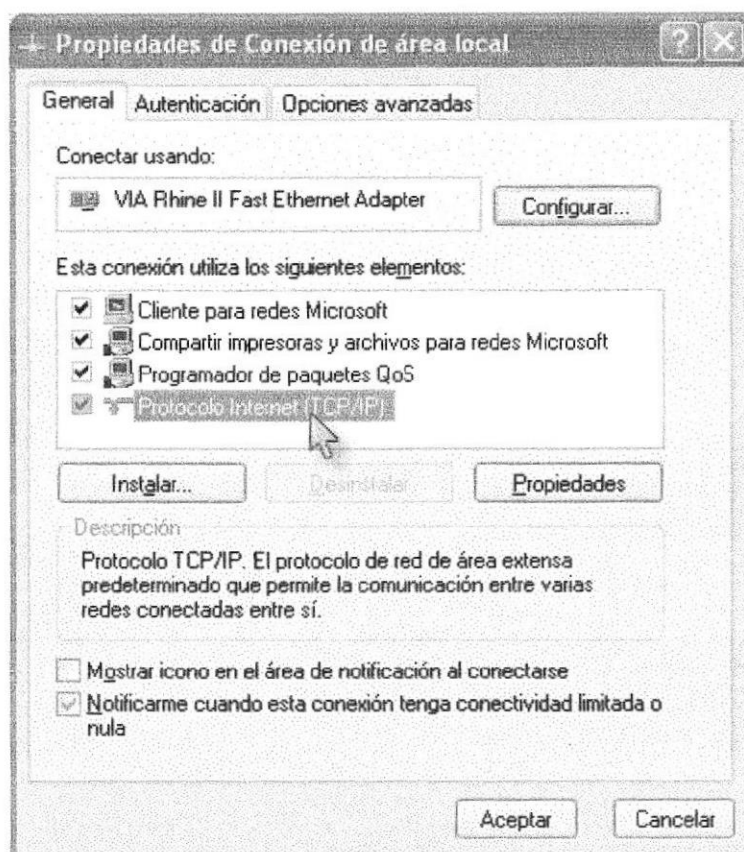 Propiedades de Conexión de área local
General Autenticación Opciones avanzadas
Conectar usando:
VIA Rhine II Fast Ethernet Adapter Configurar...
Esta conexión utiliza los siguientes elementos:
Cliente para redes Microsoft
Compartir impresoras y archivos para redes Microsoft
Programador de paquetes QoS
Protocolo Internet (TCP/IP)
Instalar... Desinstalar Propiedades
Descripción
Protocolo TCP/IP. El protocolo de red de área extensa
predeterminado que permite la comunicación entre varias
redes conectadas entre sí.
Mostrar icono en el área de notificación al conectarse
Notificarme cuando esta conexión tenga conectividad limitada o
nula
Aceptar Cancelar